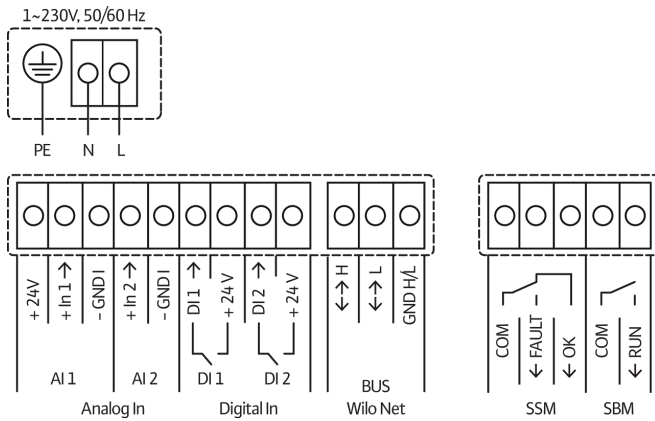 1~230V, 50/60 Hz
PE N L
+ 24V
+ In 1 →
- GND I
+ In 2 →
- GND I
DI 1 →
+ 24 V
DI2 →
+ 24 V
↔ H
↔ L
GND H/L
COM
← FAULT
← OK
COM
← RUN
AI 1 AI 2 DI 1 DI 2
Analog In Digital In
BUS
Wilo Net
SSM SBM